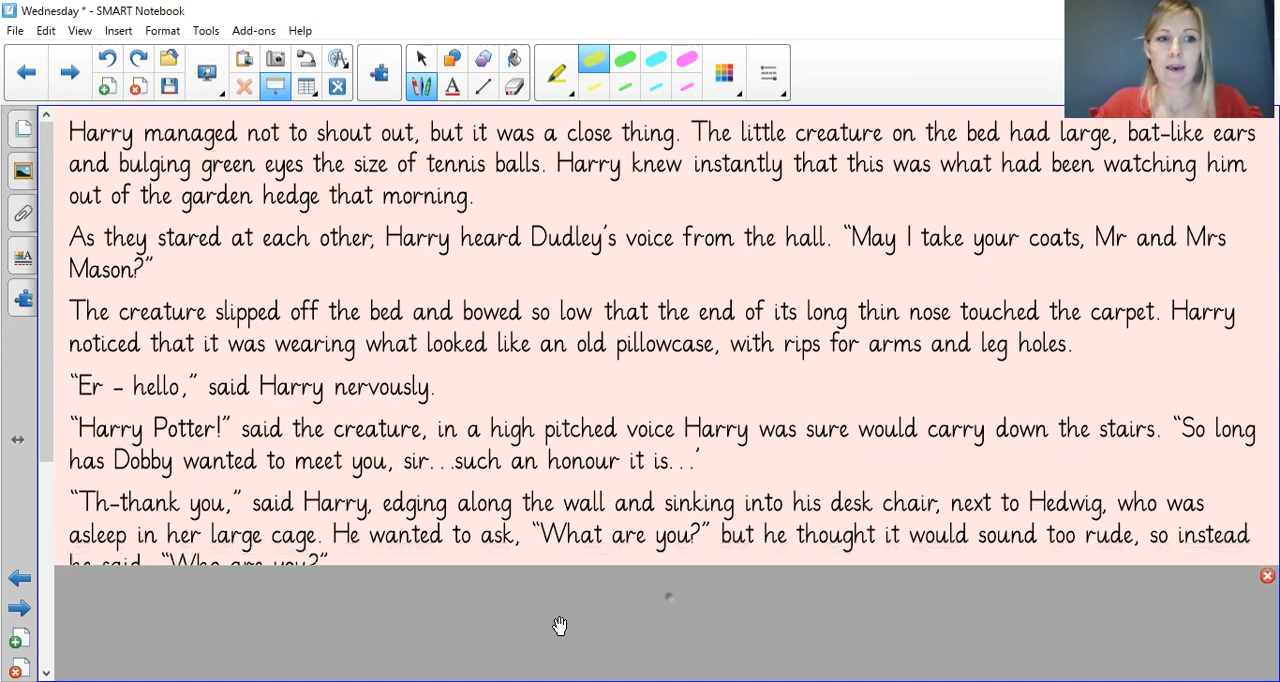 Wednesday * - SMART Notebook
File Edit View Insert Format Tools Add-ons Help
Harry managed not to shout out, but it was a close thing. The little creature on the bed had large, bat-like ears
and bulging green eyes the size of tennis balls. Harry knew instantly that this was what had been watching him
out of the garden hedge that morning.
As they stared at each other, Harry heard Dudley's voice from the hall. “May I take your coats, Mr and Mrs
Mason?”
The creature slipped off the bed and bowed so low that the end of its long thin nose touched the carpet. Harry
noticed that it was wearing what looked like an old pillowcase, with rips for arms and leg holes.
“Er – hello,” said Harry nervously.
“Harry Potter!” said the creature, in a high pitched voice Harry was sure would carry down the stairs. “So long
has Dobby wanted to meet you, sir...such an honour it is...’
“Th-thank you,” said Harry, edging along the wall and sinking into his desk chair, next to Hedwig, who was
asleep in her large cage. He wanted to ask, “What are you?” but he thought it would sound too rude, so instead
he said, “Who are you?”